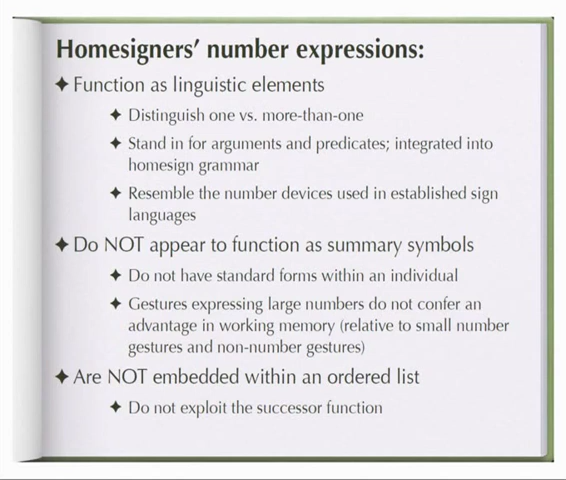 Homesigners' number expressions:
✦ Function as linguistic elements
✦ Distinguish one vs. more-than-one
✦ Stand in for arguments and predicates; integrated into
homesign grammar
✦ Resemble the number devices used in established sign
languages
✦ Do NOT appear to function as summary symbols
✦ Do not have standard forms within an individual
✦ Gestures expressing large numbers do not confer an
advantage in working memory (relative to small number
gestures and non-number gestures)
✦ Are NOT embedded within an ordered list
✦ Do not exploit the successor function